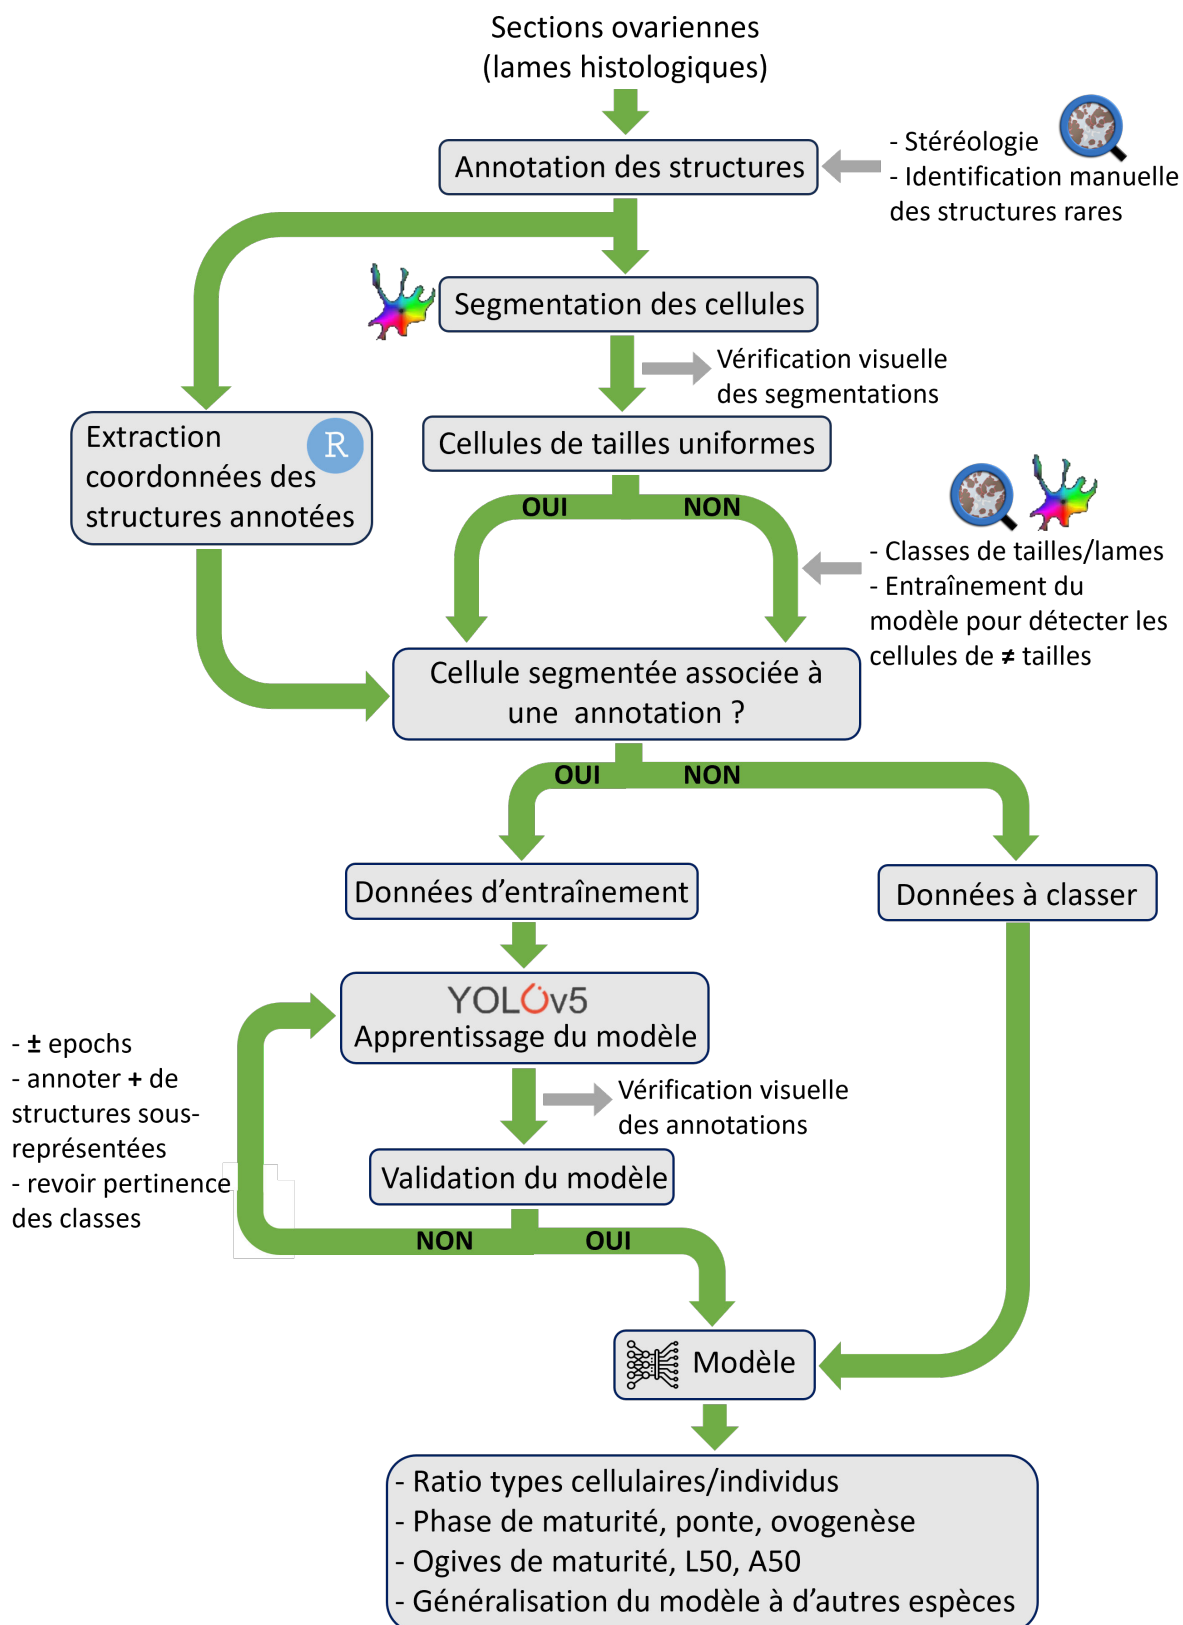 Sections ovariennes
(lames histologiques)
Annotation des structures
- Stéréologie
- Identification manuelle
des structures rares
Segmentation des cellules
Vérification visuelle
des segmentations
Extraction
coordonnées des
structures annotées
R
Cellules de tailles uniformes
OUI
NON
- Classes de tailles/lames
- Entraînement du
modèle pour détecter les
cellules de ≠ tailles
Cellule segmentée associée à
une annotation ?
OUI
NON
Données d’entraînement
Données à classer
YOLOv5
Apprentissage du modèle
- ± epochs
- annoter + de
structures sous-
représentées
- revoir pertinence
des classes
Vérification visuelle
des annotations
Validation du modèle
NON
OUI
Modèle
- Ratio types cellulaires/individus
- Phase de maturité, ponte, ovogenèse
- Ogives de maturité, L50, A50
- Généralisation du modèle à d’autres espèces